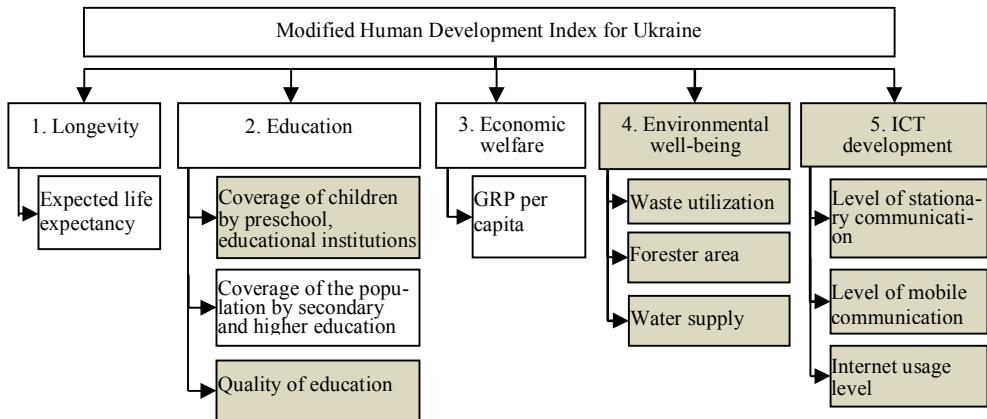 Modified Human Development Index for Ukraine
1. Longevity
Expected life
expectancy
2. Education
Coverage of children
by preschool,
educational institutions
Coverage of the popu-
lation by secondary
and higher education
Quality of education
3. Economic
welfare
GRP per
capita
4. Environmental
well-being
Waste utilization
Forester area
Water supply
5. ICT
development
Level of stationa-
ry communicati-
on
Level of mobile
communication
Internet usage
level